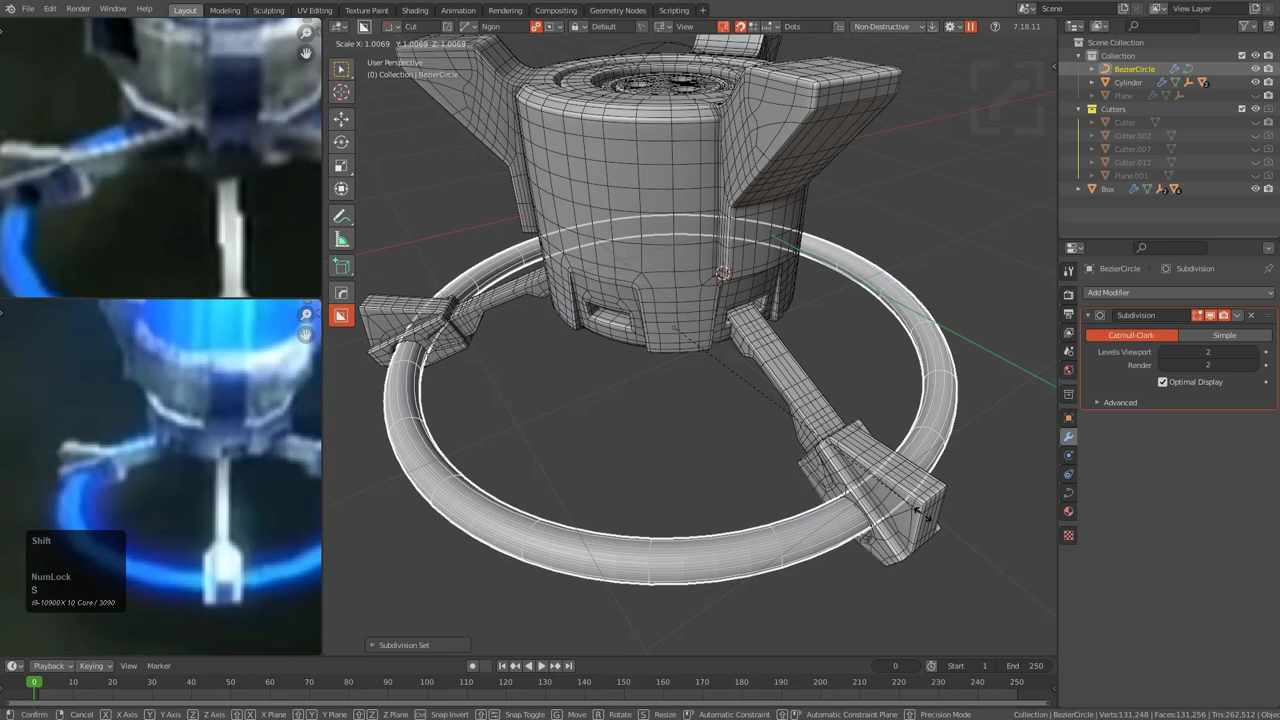 File Edit Render Window Help Layout Modeling Sculpting UV Editing Texture Paint Shading Animation Rendering Compositing Geometry Nodes Scripting + Scene View Layer
Cut Ngon Default View Dots Non-Destructive 7.18.11
Scale X: 1.0069 Y: 1.0069 Z: 1.0069
User Perspective
(0) Collection | BezierCircle
Scene Collection
Collection
BezierCircle
Cylinder
Plane
Cutters
Cutter
Cutter.002
Cutter.007
Cutter.012
Plane.001
Box
BezierCircle Subdivision
Add Modifier
Subdivision
Catmull-Clark Simple
Levels Viewport 2
Render 2
Optimal Display
Advanced
Shift
NumLock
S
i9-10900X 10 Core / 3090
Subdivision Set
Playback Keying View Marker 0 Start 1 End 250
0 10 20 30 40 50 60 70 80 90 100 110 120 130 140 150 160 170 180 190 200 210 220 230 240 250
Confirm Cancel X X Axis Y Y Axis Z Z Axis X X Plane Y Y Plane Z Z Plane Snap Invert Snap Toggle G Move R Rotate S Resize Automatic Constraint Automatic Constraint Plane Precision Mode Collection | BezierCircle | Verts:131,248 | Faces:131,256 | Tris:262,512 | Objects